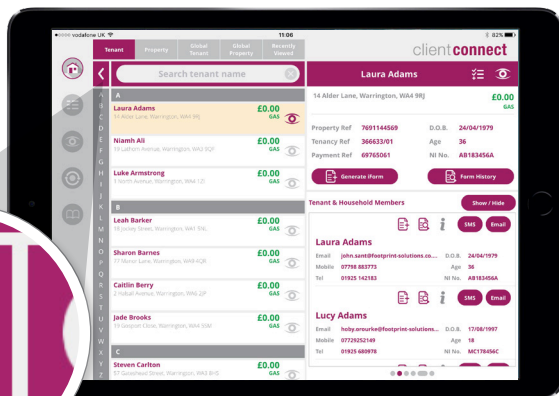 vodafone UK
11:06
82%
Tenant
Property
Global Tenant
Global Property
Recently Viewed
clientconnect
Search tenant name
Laura Adams
A
Laura Adams £0.00
14 Alder Lane, Warrington, WA4 9RJ GAS
Niamh Ali £0.00
GAS
Luke Armstrong £0.00
GAS
B
Leah Barker £0.00
GAS
Sharon Barnes £0.00
GAS
Caitlin Berry £0.00
GAS
Jade Brooks £0.00
GAS
C
Steven Carlton £0.00
GAS
A
B
C
D
E
F
G
H
I
J
K
L
M
N
O
P
Q
R
S
T
U
V
W
X
Y
Z
14 Alder Lane, Warrington, WA4 9RJ £0.00
GAS
Property Ref 7691144569 D.O.B. 24/04/1979
Tenancy Ref 366633/01 Age 36
Payment Ref 69765061 NI No. AB183456A
Generate iForm
Form History
Tenant & Household Members
Show / Hide
SMS
Email
Laura Adams
Email john.sant@footprint-solutions.co.... D.O.B. 24/04/1979
Mobile 07798 883773 Age 36
Tel 01925 142183 NI No. AB183456A
SMS
Email
Lucy Adams
Email hoby.orourke@footprint-solutions... D.O.B. 17/08/1997
Mobile 07729252149 Age 18
Tel 01925 680978 NI No. MC178456C
SMS
Email